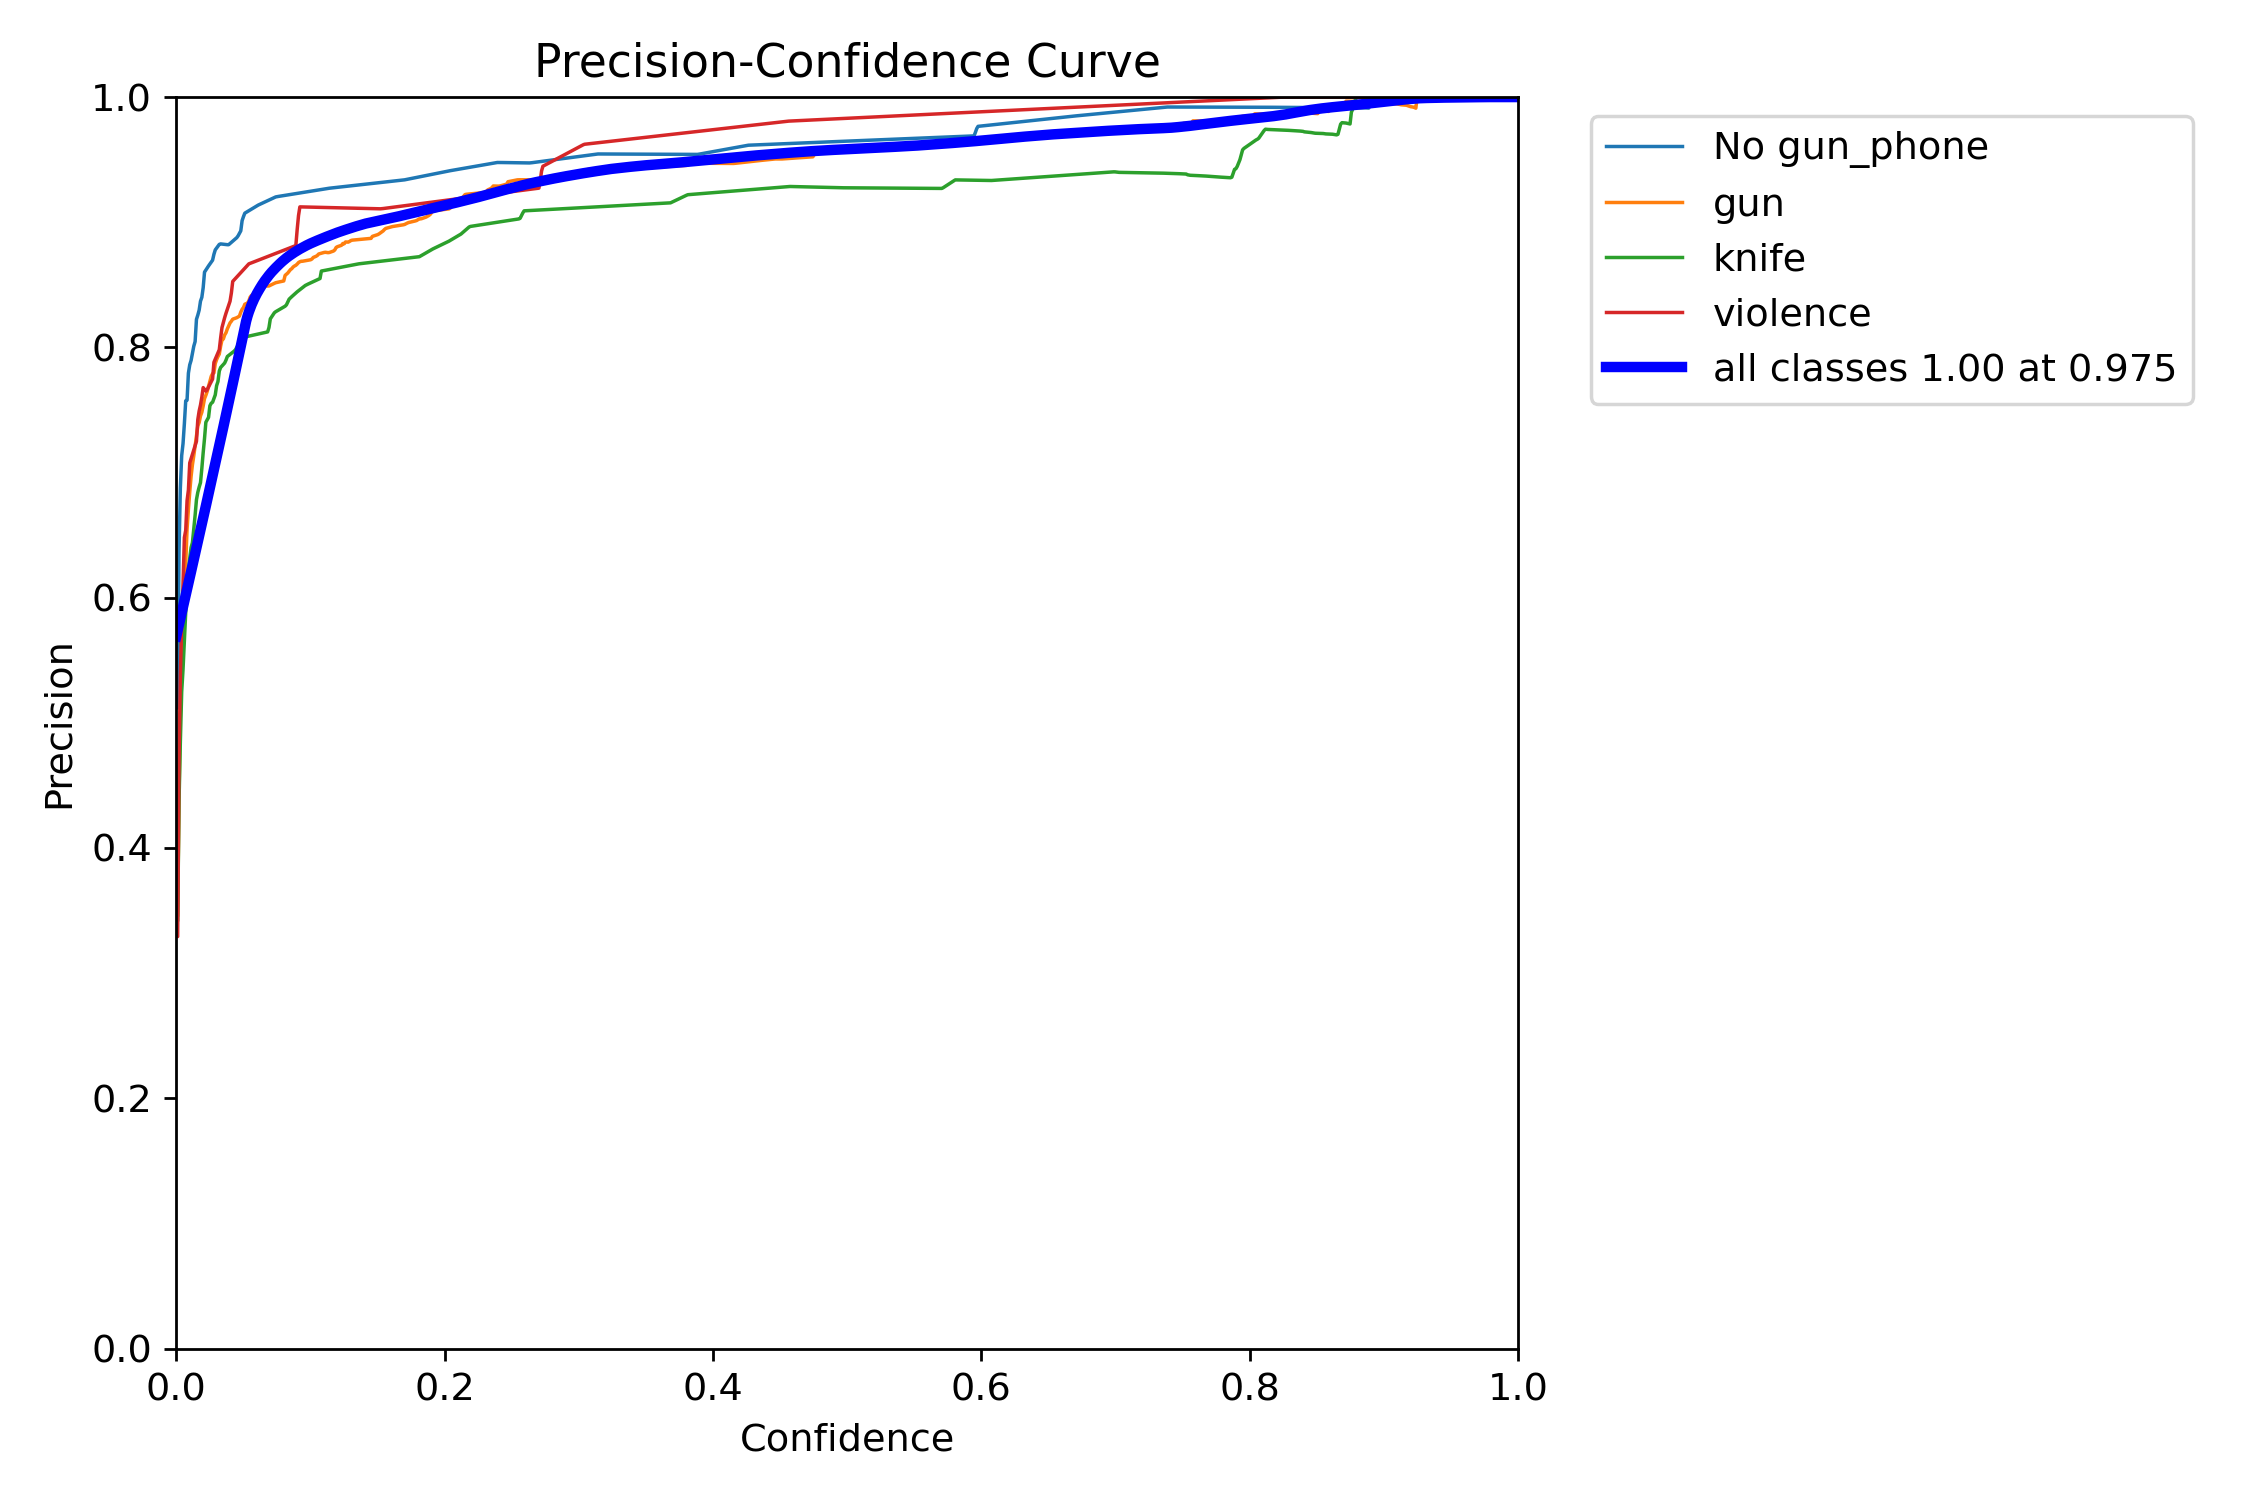 Precision-Confidence Curve
1.0
0.8
0.6
0.4
0.2
0.0
Precision
0.0 0.2 0.4 0.6 0.8 1.0
Confidence
No gun_phone
gun
knife
violence
all classes 1.00 at 0.975